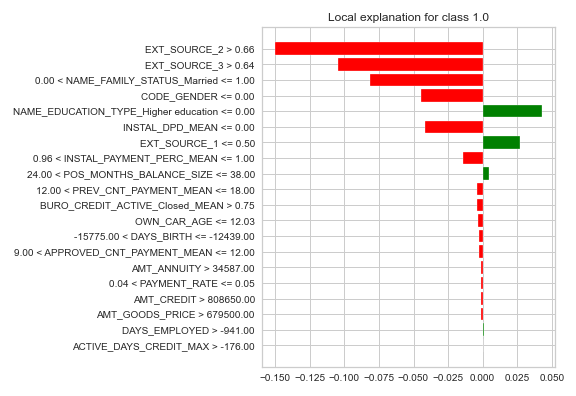 Local explanation for class 1.0
EXT_SOURCE_2 > 0.66
EXT_SOURCE_3 > 0.64
0.00 < NAME_FAMILY_STATUS_Married <= 1.00
CODE_GENDER <= 0.00
NAME_EDUCATION_TYPE_Higher education <= 0.00
INSTAL_DPD_MEAN <= 0.00
EXT_SOURCE_1 <= 0.50
0.96 < INSTAL_PAYMENT_PERC_MEAN <= 1.00
24.00 < POS_MONTHS_BALANCE_SIZE <= 38.00
12.00 < PREV_CNT_PAYMENT_MEAN <= 18.00
BURO_CREDIT_ACTIVE_Closed_MEAN > 0.75
OWN_CAR_AGE <= 12.03
-15775.00 < DAYS_BIRTH <= -12439.00
9.00 < APPROVED_CNT_PAYMENT_MEAN <= 12.00
AMT_ANNUITY > 34587.00
0.04 < PAYMENT_RATE <= 0.05
AMT_CREDIT > 808650.00
AMT_GOODS_PRICE > 679500.00
DAYS_EMPLOYED > -941.00
ACTIVE_DAYS_CREDIT_MAX > -176.00
−0.150 −0.125 −0.100 −0.075 −0.050 −0.025 0.000 0.025 0.050